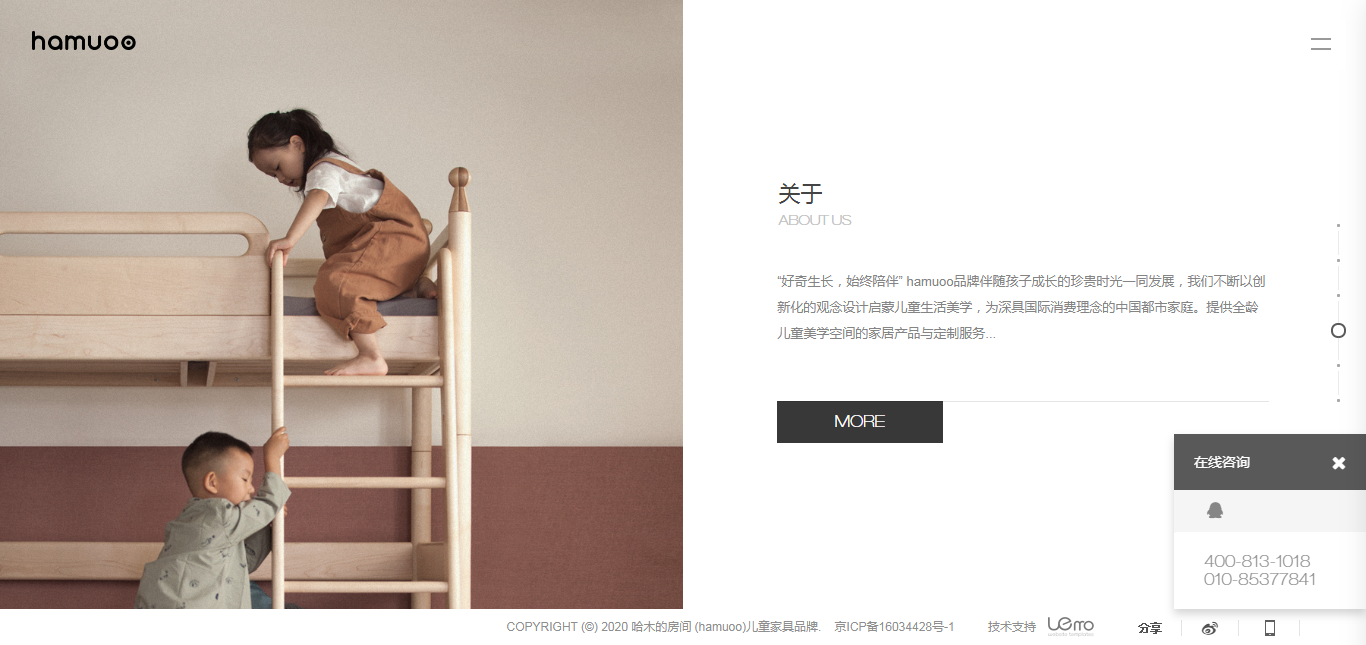 hamuoo
关于
ABOUT US
“好奇生长，始终陪伴” hamuoo品牌伴随孩子成长的珍贵时光一同发展，我们不断以创
新化的观念设计启蒙儿童生活美学，为深具国际消费理念的中国都市家庭。提供全龄
儿童美学空间的家居产品与定制服务...
MORE
在线咨询
400-813-1018
010-85377841
COPYRIGHT (©) 2020 哈木的房间 (hamuoo)儿童家具品牌. 京ICP备16034428号-1 技术支持 uemo 分享